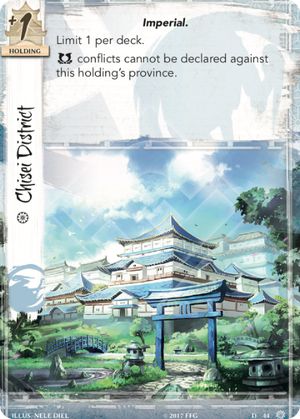 +1
HOLDING
Imperial.
Limit 1 per deck.
conflicts cannot be declared against
this holding's province.
Chisei District
ILLUS: NELE DIEL
© 2017 FFG
D 44